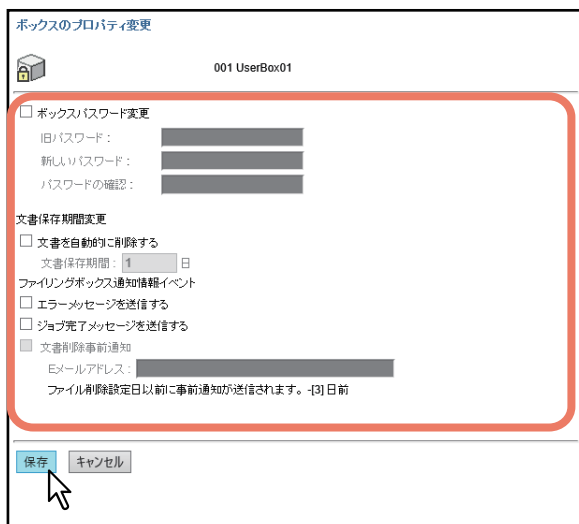 ボックスのプロパティ変更
001 UserBox01
ボックスパスワード変更
旧パスワード：
新しいパスワード：
パスワードの確認：
文書保存期間変更
文書を自動的に削除する
文書保存期間： 1 日
ファイリングボックス通知情報イベント
エラーメッセージを送信する
ジョブ完了メッセージを送信する
文書削除事前通知
Eメールアドレス：
ファイル削除設定日以前に事前通知が送信されます。-[3]日前
保存 キャンセル